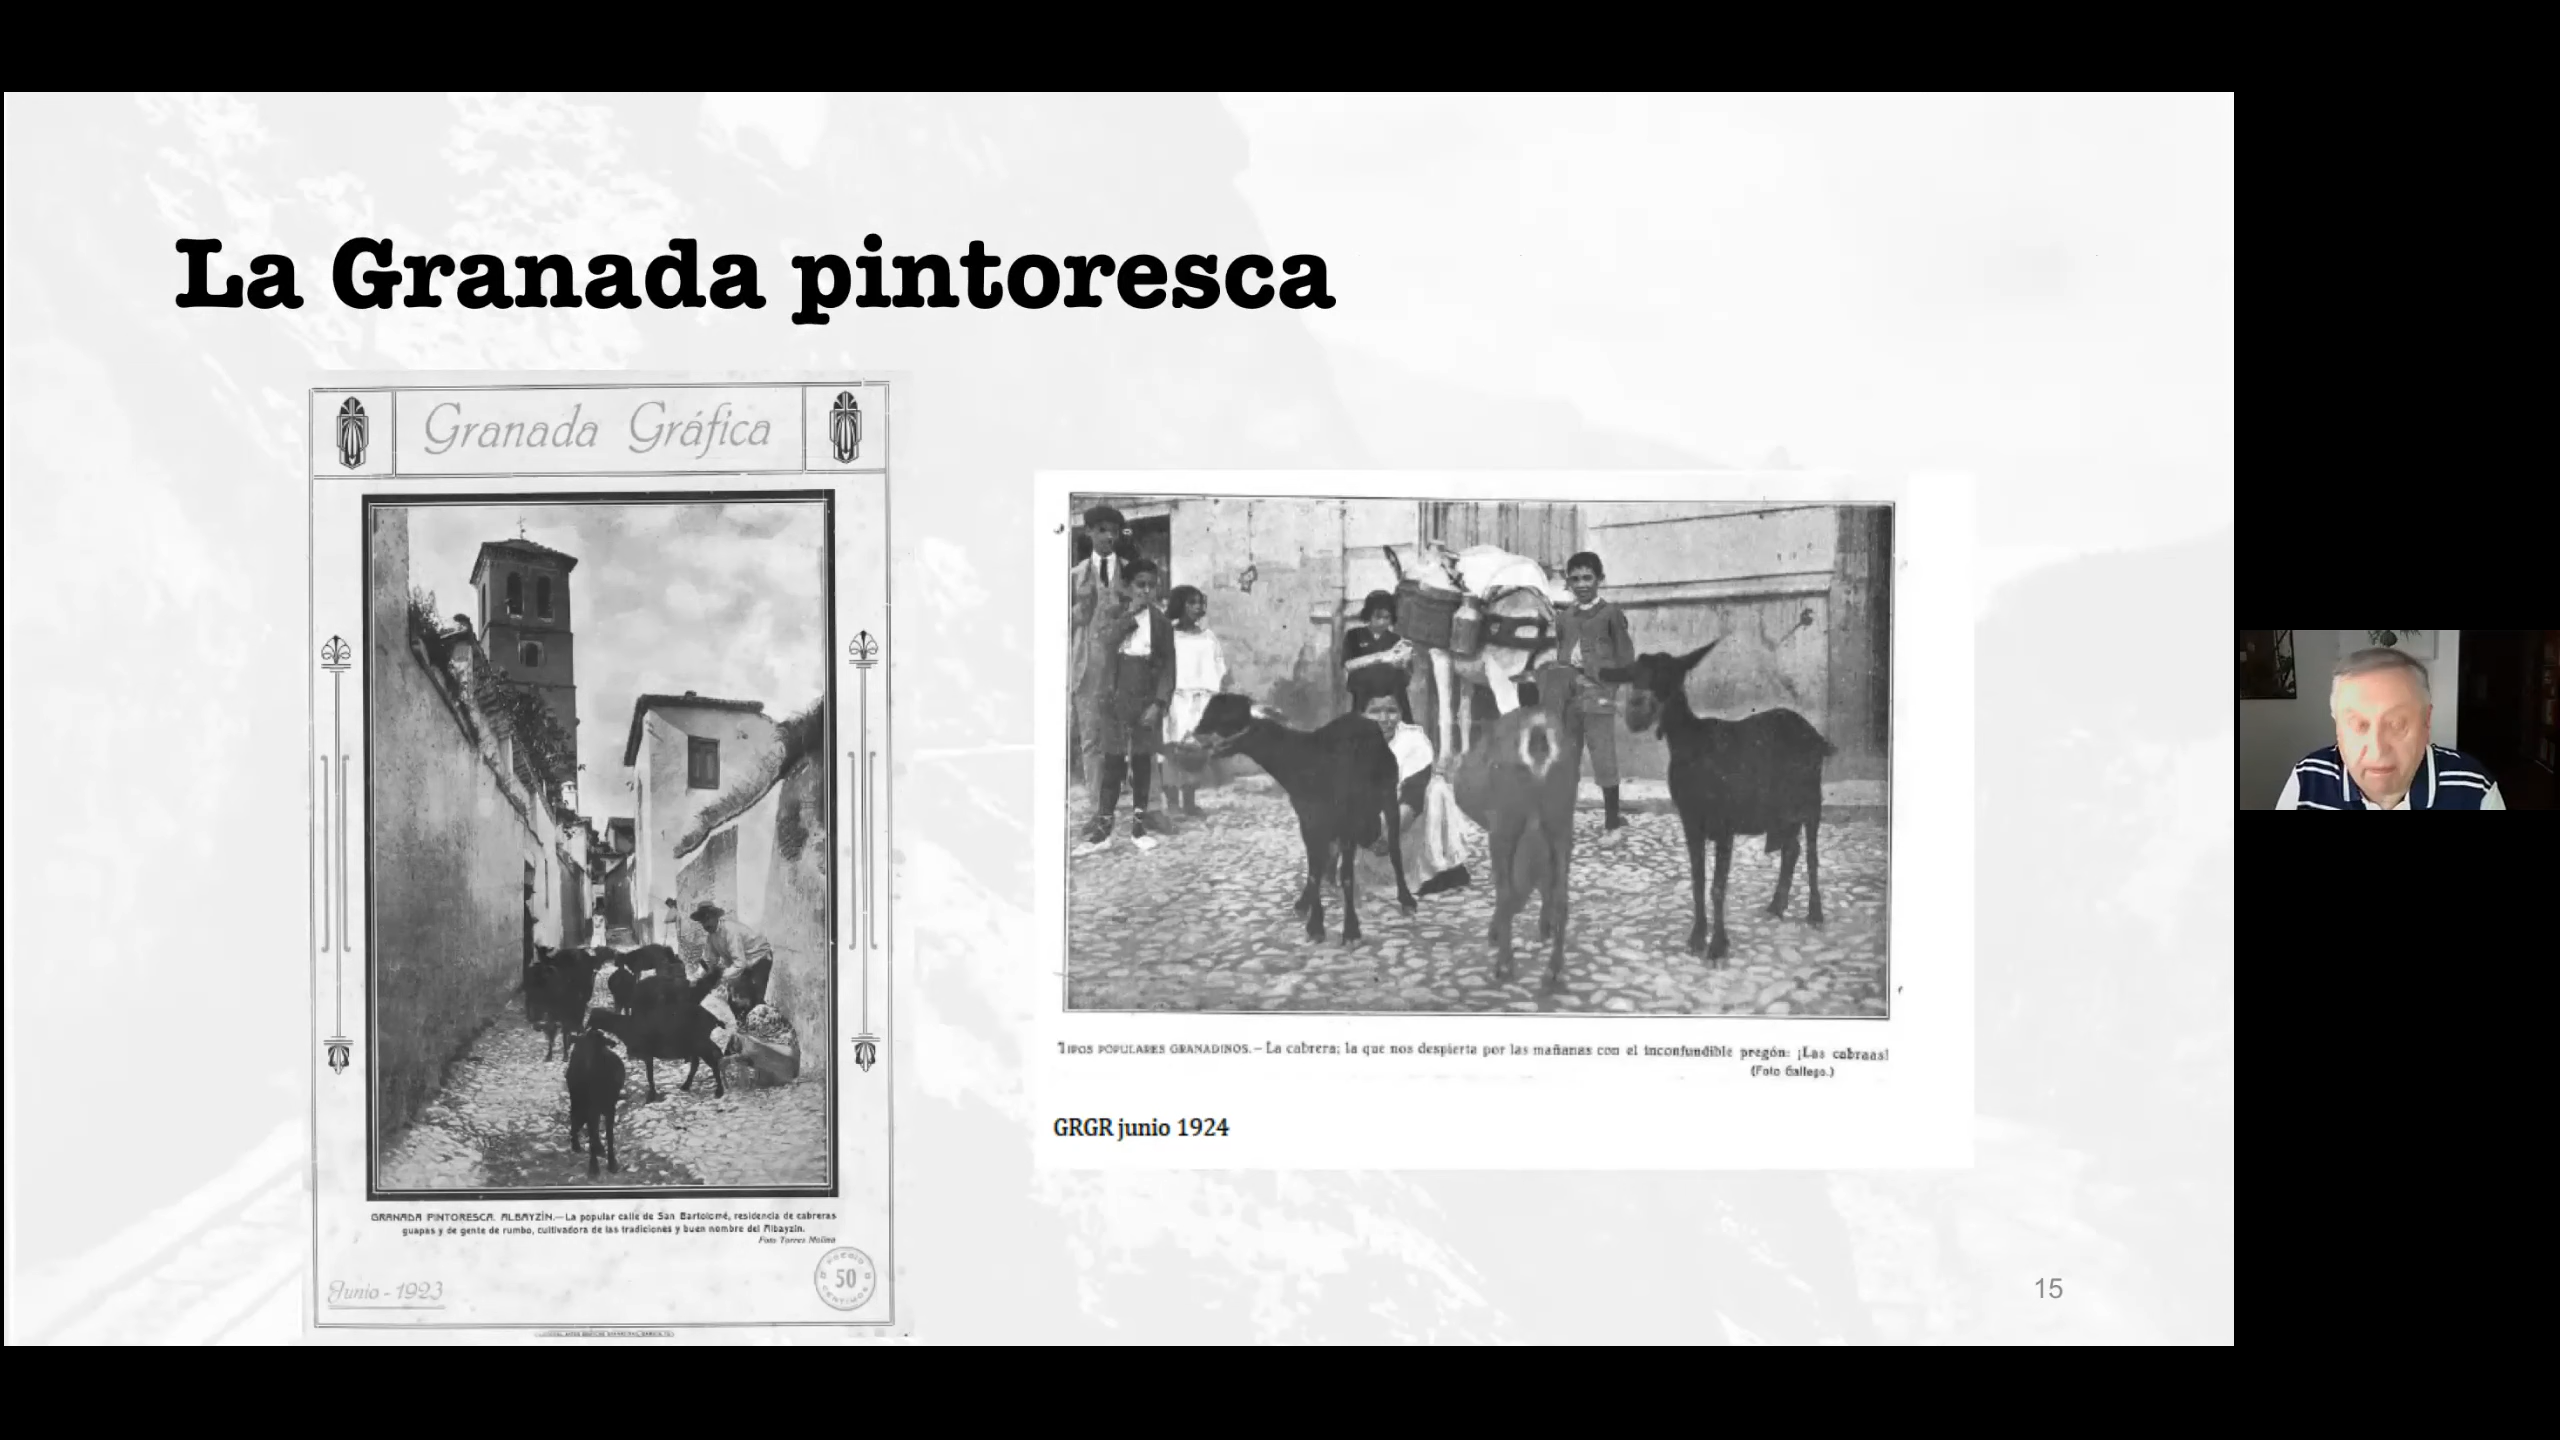 La Granada pintoresca
Granada Gráfica
GRANADA PINTORESCA. ALBAYZÍN.—La popular calle de San Bartolomé, residencia de cabreras
guapas y de gente de rumbo, cultivadora de las tradiciones y buen nombre del Albayzín.
Foto Torres Molina
Junio - 1923
PRECIO
50
CENTIMOS
TIPOS POPULARES GRANADINOS.—La cabrera; la que nos despierta por las mañanas con el inconfundible pregón: ¡Las cabraas!
(Foto Gallego.)
GRGR junio 1924
15